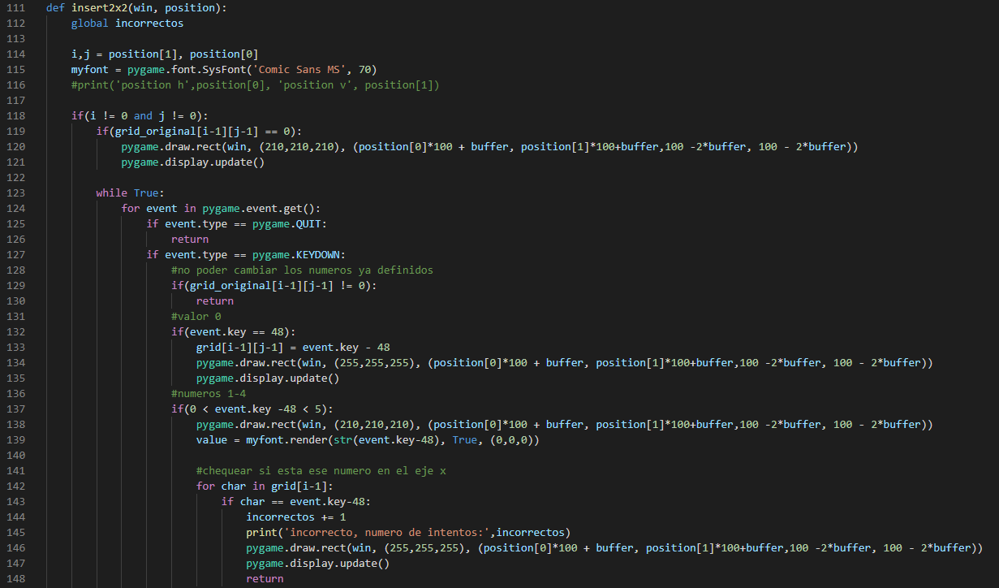 111 def insert2x2(win, position):
112     global incorrectos
113
114     i,j = position[1], position[0]
115     myfont = pygame.font.SysFont('Comic Sans MS', 70)
116     #print('position h',position[0], 'position v', position[1])
117
118     if(i != 0 and j != 0):
119         if(grid_original[i-1][j-1] == 0):
120             pygame.draw.rect(win, (210,210,210), (position[0]*100 + buffer, position[1]*100+buffer,100 -2*buffer, 100 - 2*buffer))
121             pygame.display.update()
122
123         while True:
124             for event in pygame.event.get():
125                 if event.type == pygame.QUIT:
126                     return
127                 if event.type == pygame.KEYDOWN:
128                     #no poder cambiar los numeros ya definidos
129                     if(grid_original[i-1][j-1] != 0):
130                         return
131                     #valor 0
132                     if(event.key == 48):
133                         grid[i-1][j-1] = event.key - 48
134                         pygame.draw.rect(win, (255,255,255), (position[0]*100 + buffer, position[1]*100+buffer,100 -2*buffer, 100 - 2*buffer))
135                         pygame.display.update()
136                     #numeros 1-4
137                     if(0 < event.key -48 < 5):
138                         pygame.draw.rect(win, (210,210,210), (position[0]*100 + buffer, position[1]*100+buffer,100 -2*buffer, 100 - 2*buffer))
139                         value = myfont.render(str(event.key-48), True, (0,0,0))
140
141                         #chequear si esta ese numero en el eje x
142                         for char in grid[i-1]:
143                             if char == event.key-48:
144                                 incorrectos += 1
145                                 print('incorrecto, numero de intentos:',incorrectos)
146                                 pygame.draw.rect(win, (255,255,255), (position[0]*100 + buffer, position[1]*100+buffer,100 -2*buffer, 100 - 2*buffer))
147                                 pygame.display.update()
148                                 return